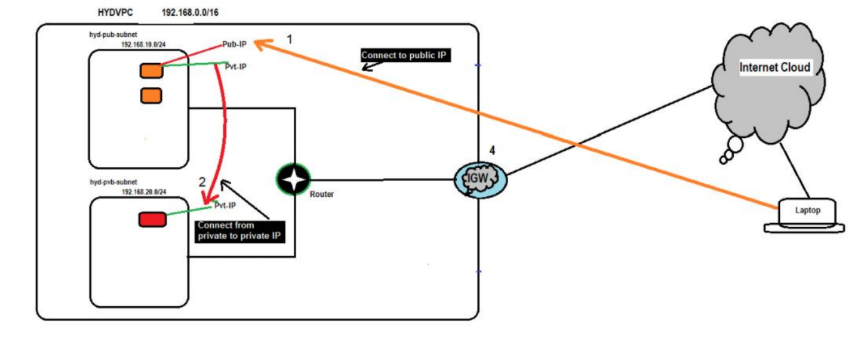 HYDVPC 192.168.0.0/16
hyd-pub-subnet
192.168.10.0/24
Pub-IP
1
Pvt-IP
Connect to public IP
Internet Cloud
4
IGW
Router
hyd-pvb-subnet
192.168.20.0/24
2
Pvt-IP
Connect from
private to private IP
Laptop